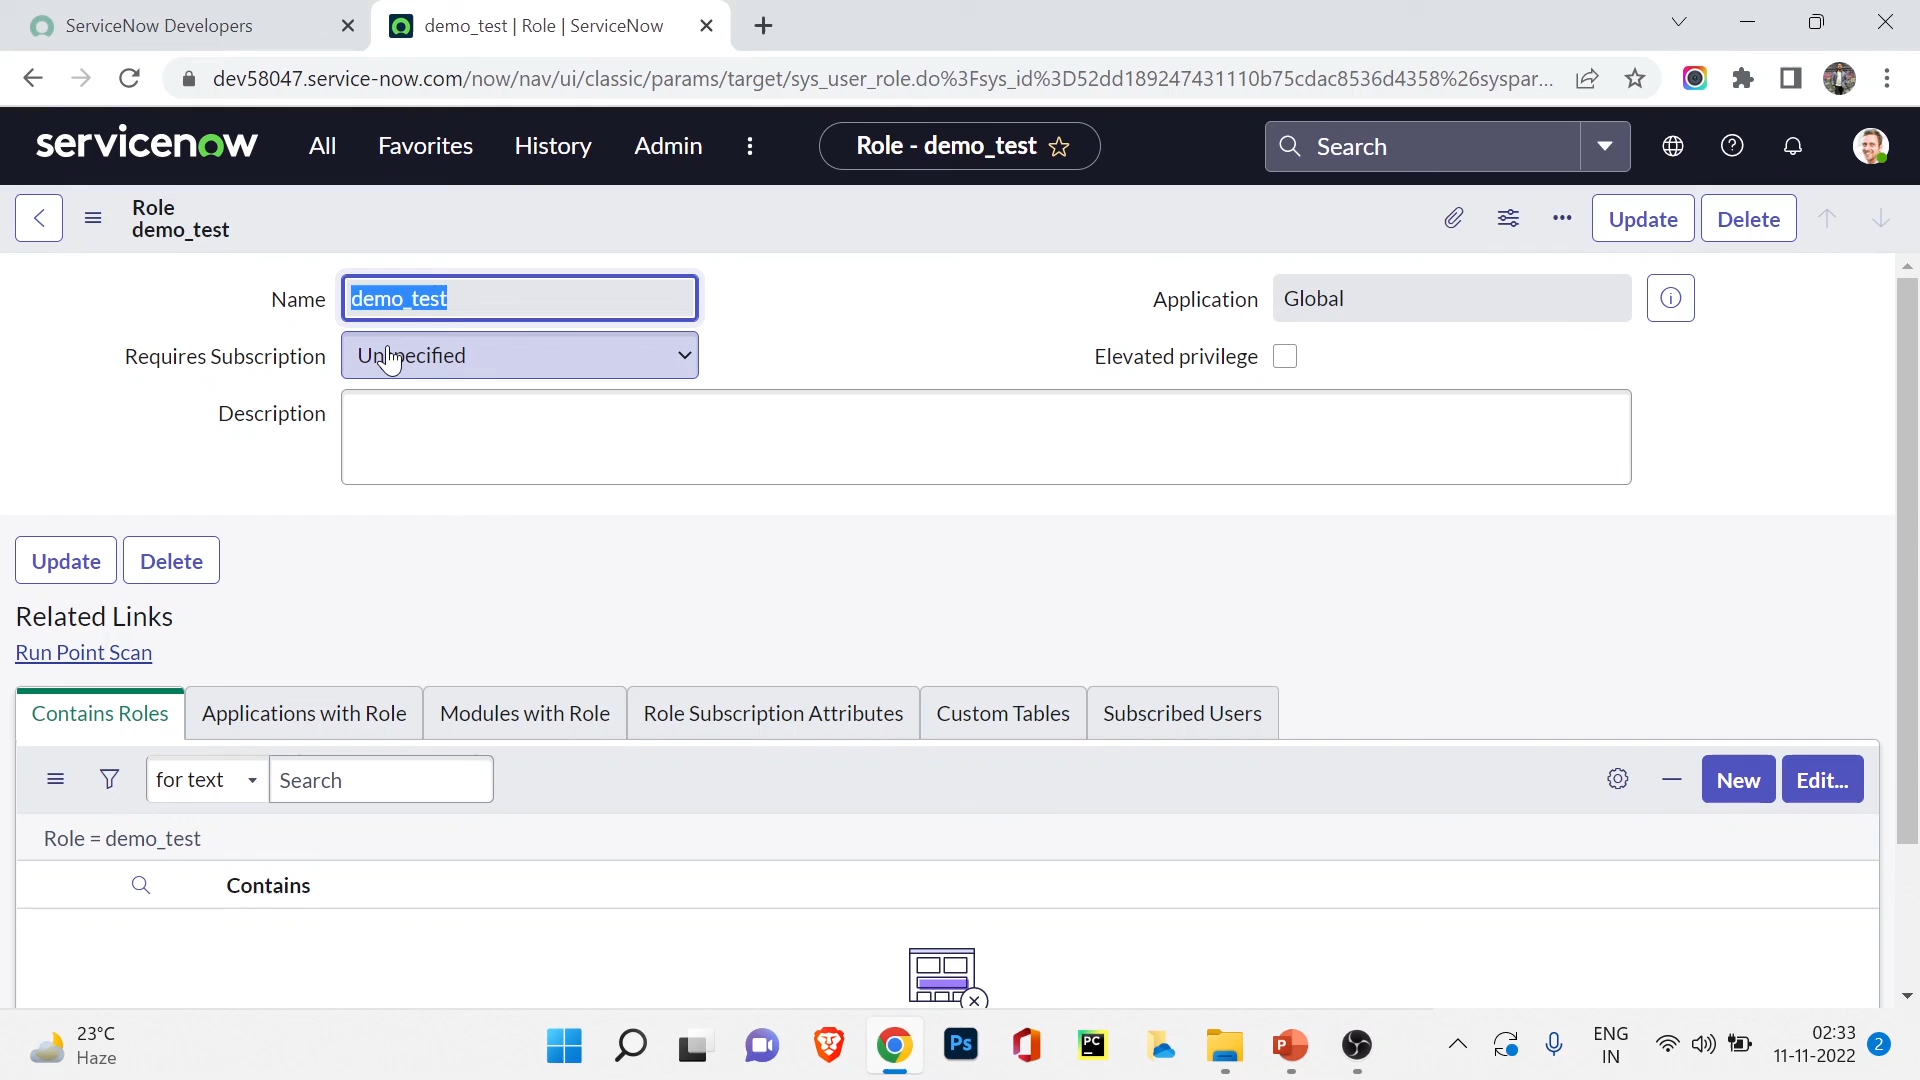 ServiceNow Developers
demo_test | Role | ServiceNow
dev58047.service-now.com/now/nav/ui/classic/params/target/sys_user_role.do%3Fsys_id%3D52dd189247431110b75cdac8536d4358%26syspar...
servicenow All Favorites History Admin Role - demo_test Search
Role
demo_test
Update Delete
Name demo_test Application Global
Requires Subscription Unspecified Elevated privilege
Description
Update Delete
Related Links
Run Point Scan
Contains Roles Applications with Role Modules with Role Role Subscription Attributes Custom Tables Subscribed Users
for text Search New Edit...
Role = demo_test
Contains
23°C
Haze
Ps
PC
P
ENG
IN
02:33
11-11-2022
2